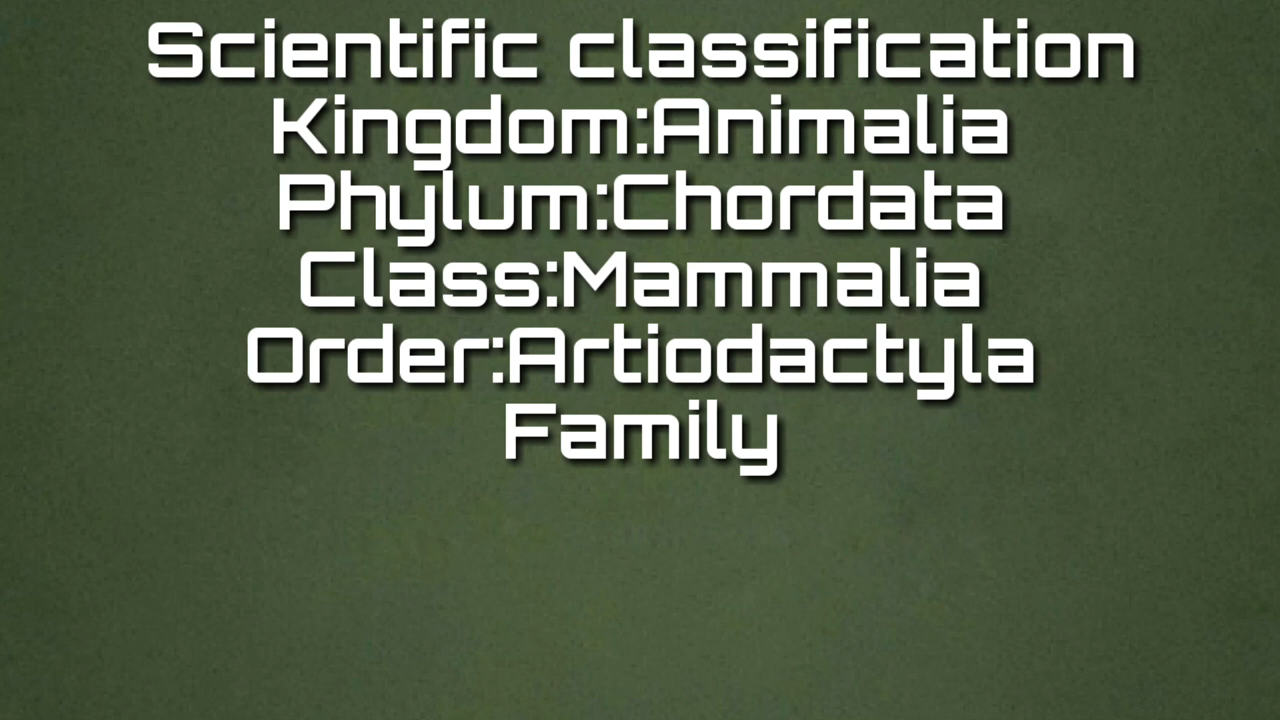 Scientific classification
Kingdom:Animalia
Phylum:Chordata
Class:Mammalia
Order:Artiodactyla
Family